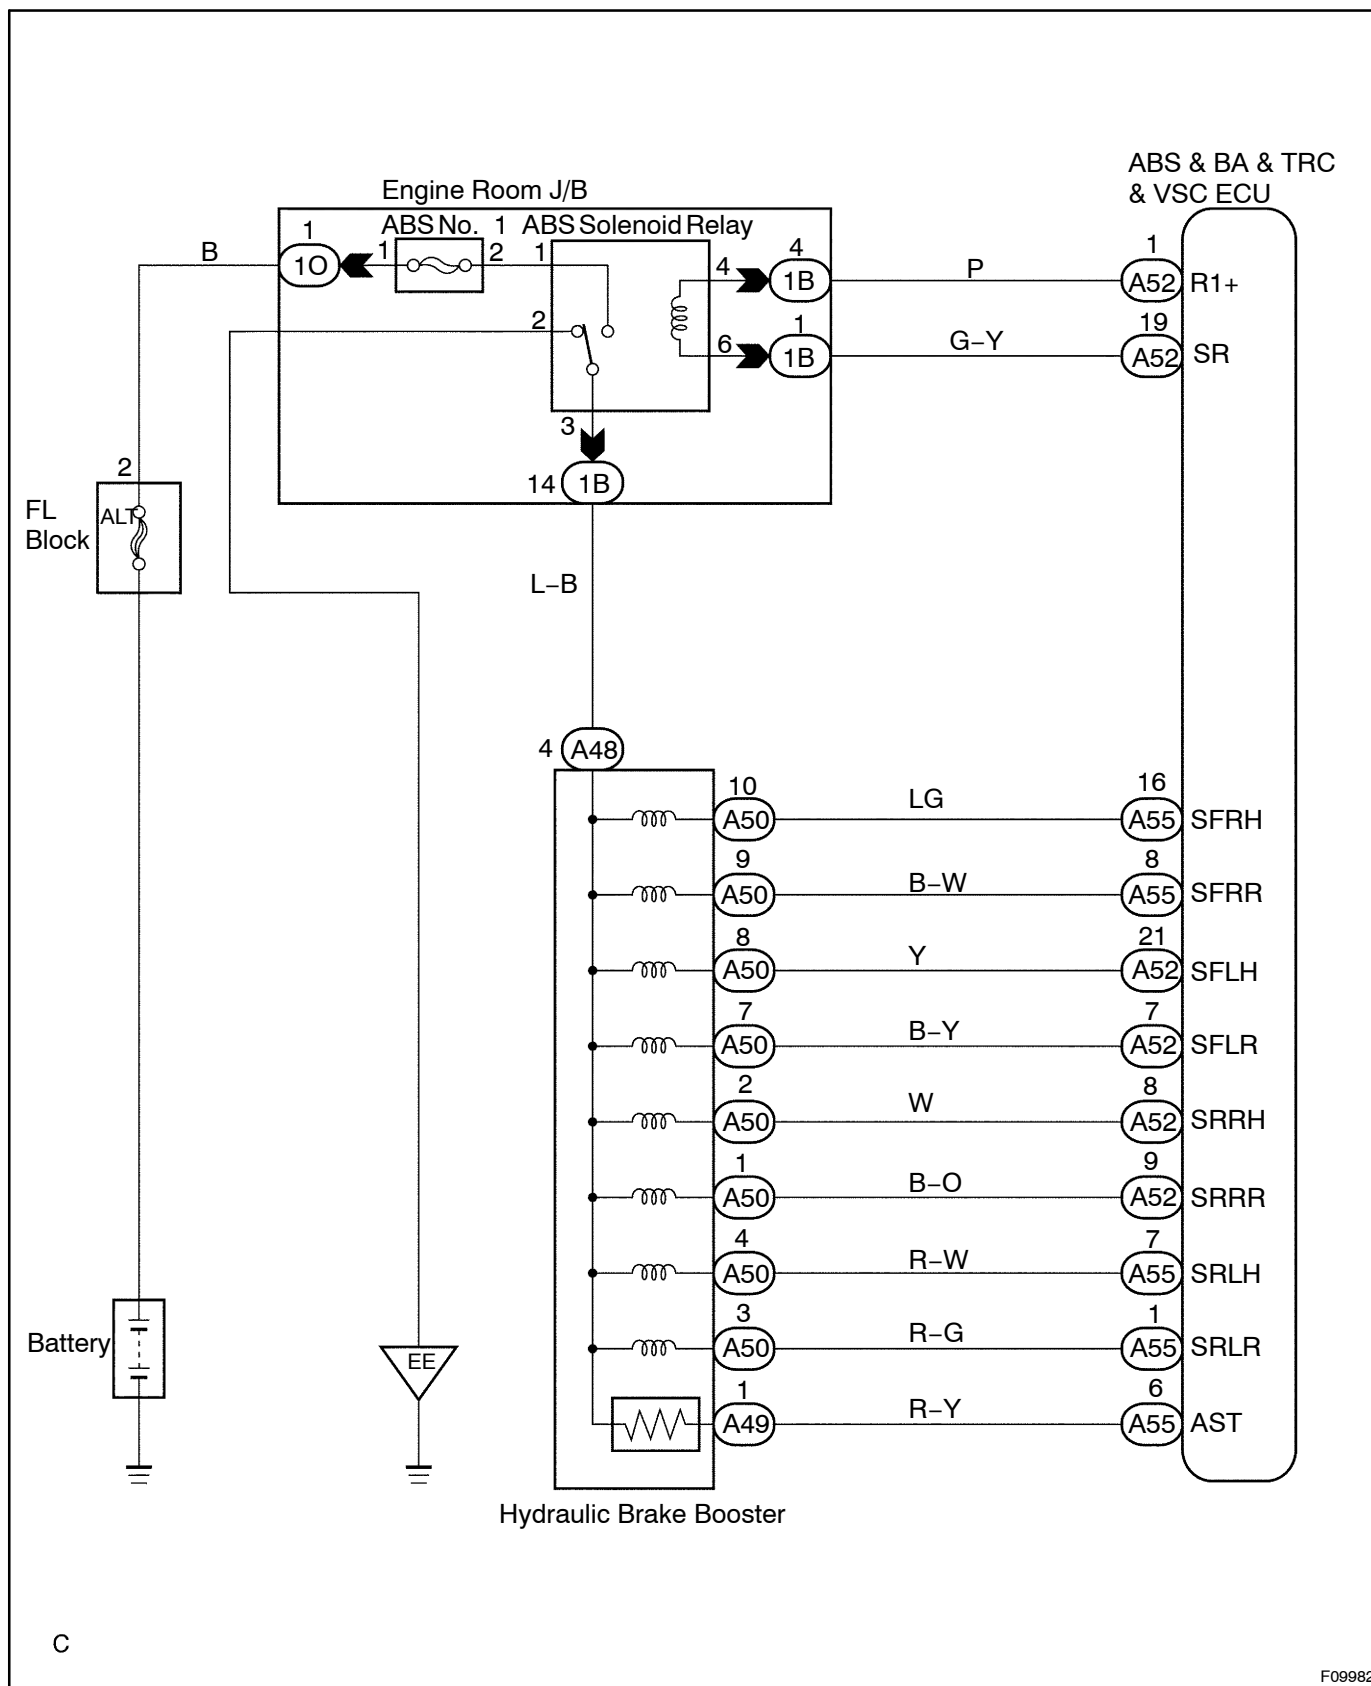 ABS & BA & TRC
& VSC ECU
Engine Room J/B
ABS No. 1 ABS Solenoid Relay
B
1
1O
1
2
1
4
4
1B
P
1
A52
R1+
2
6
1
1B
G–Y
19
A52
SR
3
14
1B
2
FL
Block
ALT
L–B
4
A48
10
A50
LG
16
A55
SFRH
9
A50
B–W
8
A55
SFRR
8
A50
Y
21
A52
SFLH
7
A50
B–Y
7
A52
SFLR
2
A50
W
8
A52
SRRH
1
A50
B–O
9
A52
SRRR
4
A50
R–W
7
A55
SRLH
Battery
EE
3
A50
R–G
1
A55
SRLR
1
A49
R–Y
6
A55
AST
Hydraulic Brake Booster
C
F09982